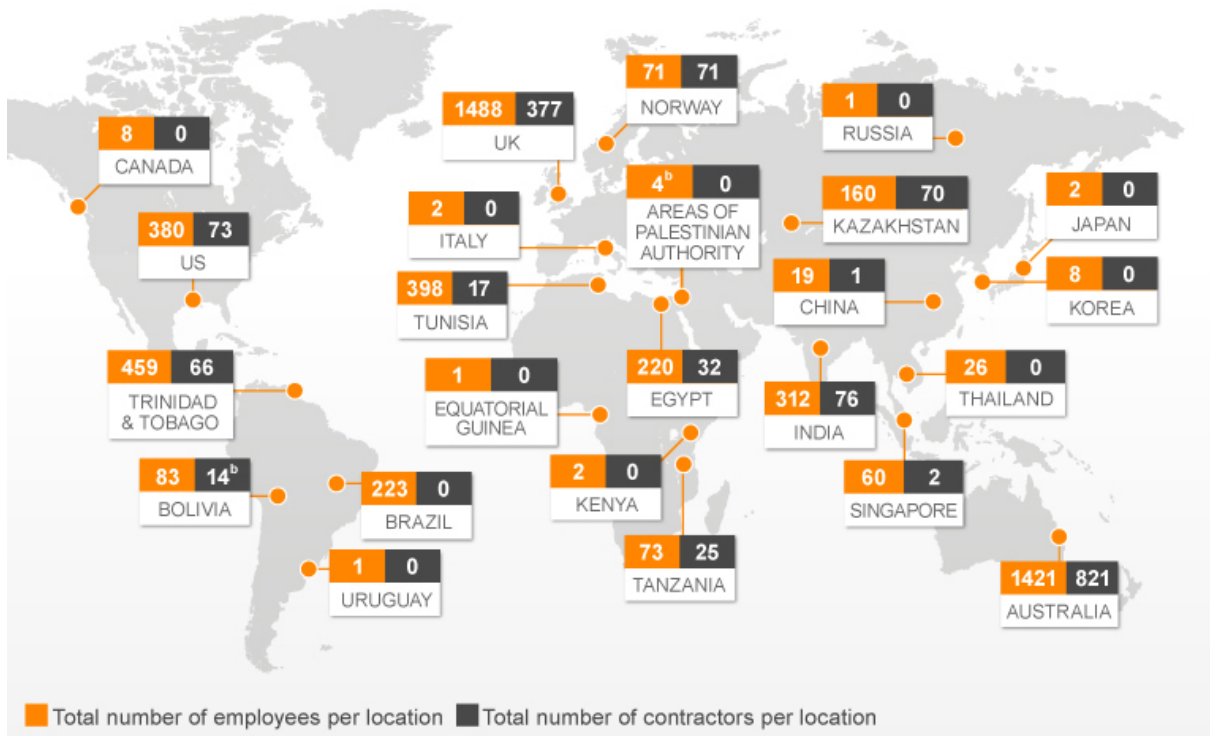 71 71
NORWAY
1 0
RUSSIA
1488 377
UK
8 0
CANADA
4b 0
AREAS OF
PALESTINIAN
AUTHORITY
160 70
KAZAKHSTAN
2 0
JAPAN
2 0
ITALY
380 73
US
19 1
CHINA
8 0
KOREA
398 17
TUNISIA
459 66
TRINIDAD
& TOBAGO
1 0
EQUATORIAL
GUINEA
220 32
EGYPT
312 76
INDIA
26 0
THAILAND
83 14b
BOLIVIA
223 0
BRAZIL
2 0
KENYA
60 2
SINGAPORE
73 25
TANZANIA
1 0
URUGUAY
1421 821
AUSTRALIA
Total number of employees per location Total number of contractors per location